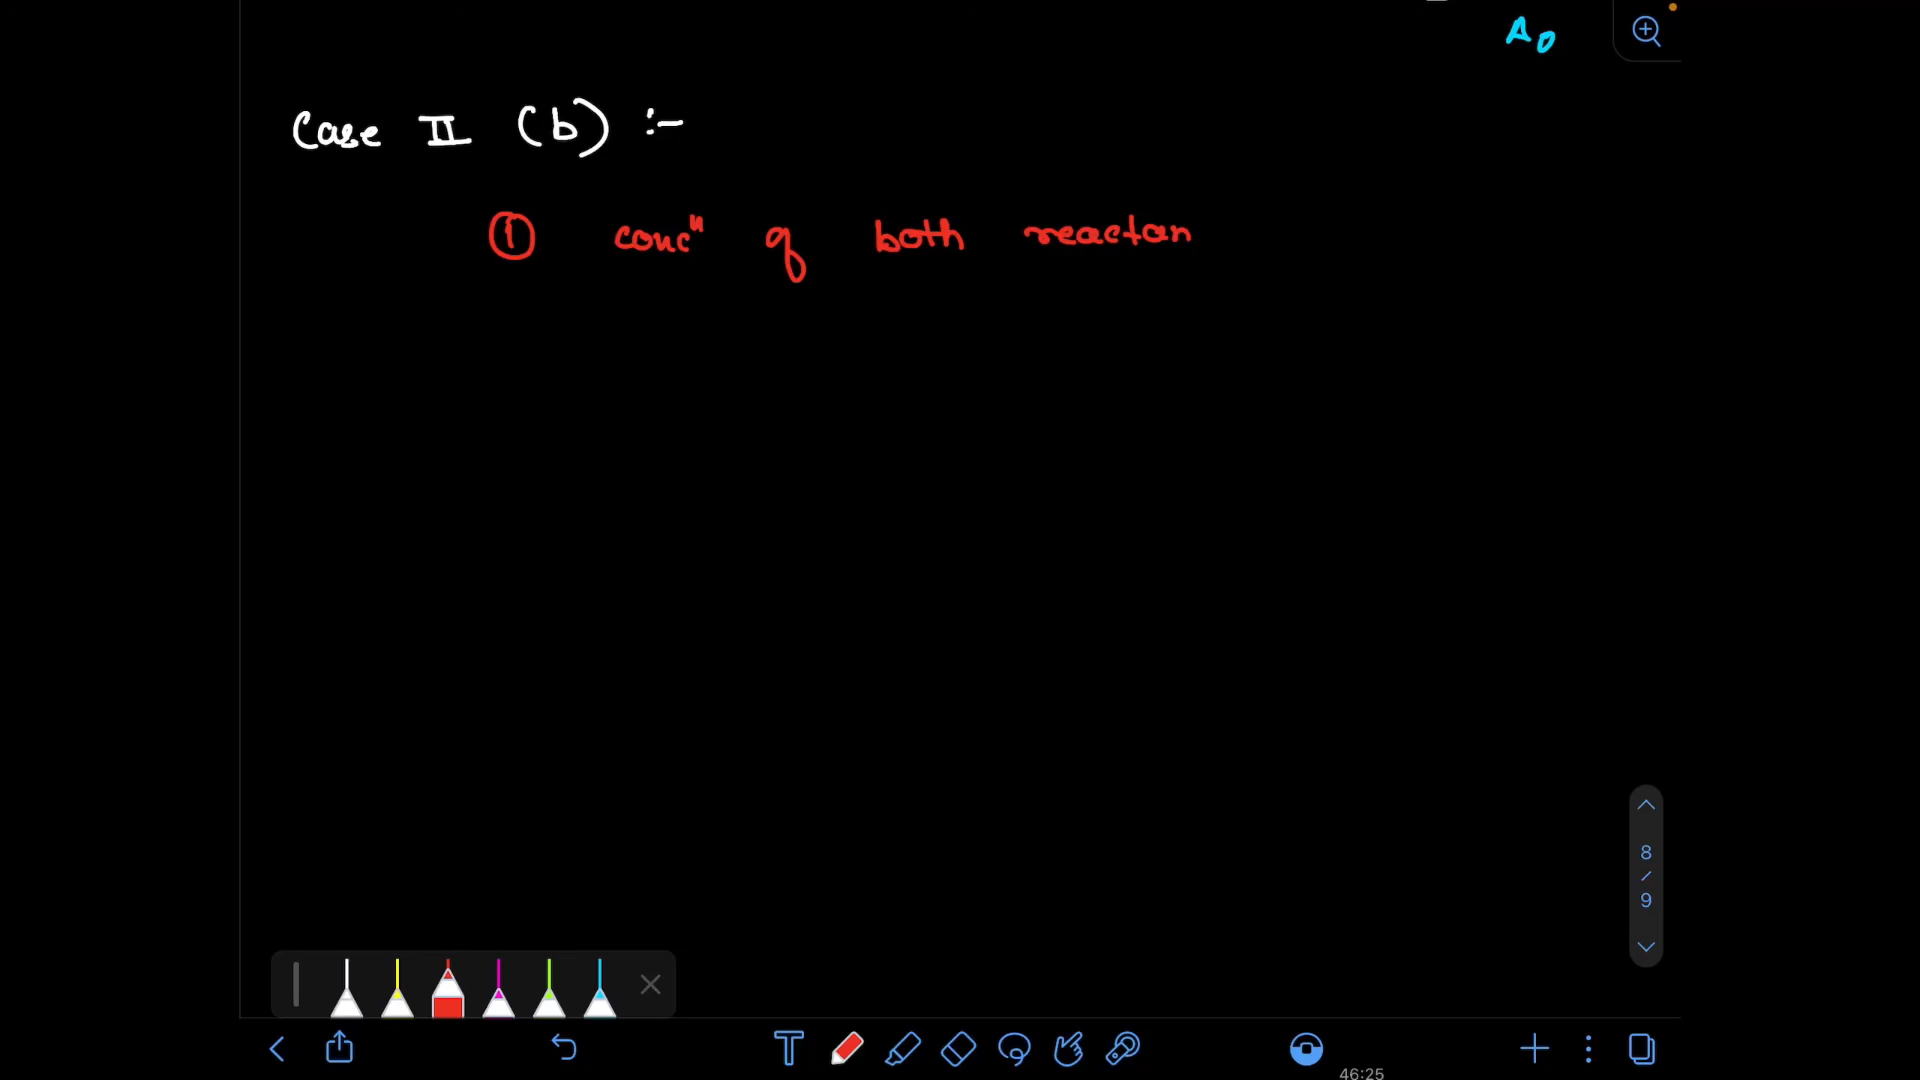 A₀
Case II (b) :-
① concⁿ of both reactan
8
/
9
46:25